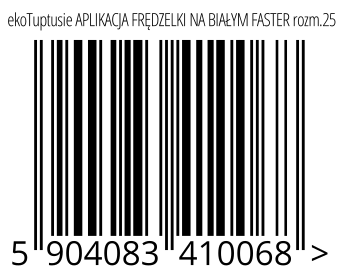 ekoTuptusie APLIKACJA FRĘDZELKI NA BIAŁYM FASTER rozm.25
5 904083 410068 >